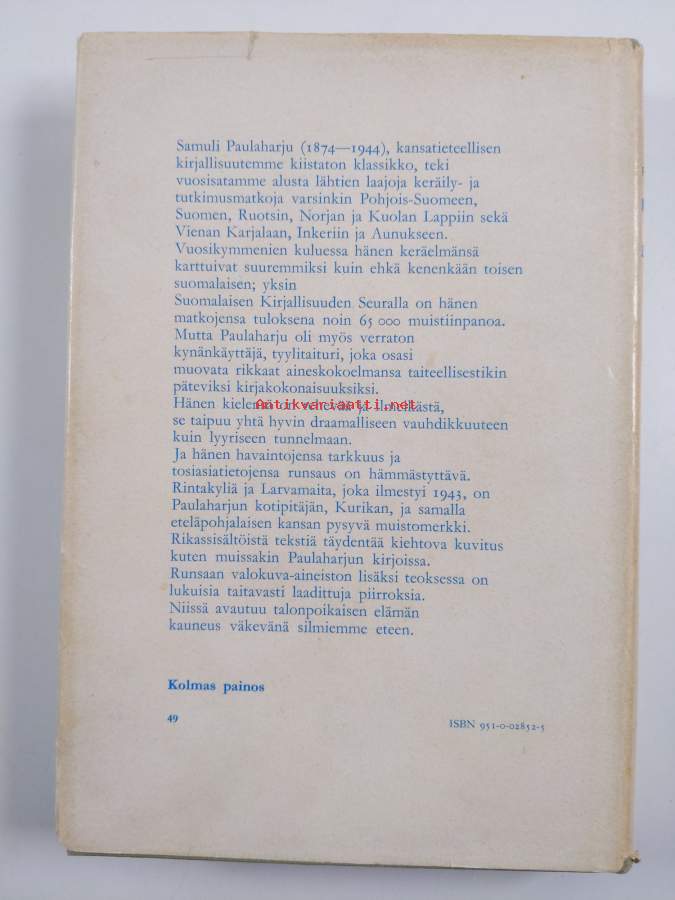 Samuli Paulaharju (1874—1944), kansatieteellisen
kirjallisuutemme kiistaton klassikko, teki
vuosisatamme alusta lähtien laajoja keräily- ja
tutkimusmatkoja varsinkin Pohjois-Suomeen,
Suomen, Ruotsin, Norjan ja Kuolan Lappiin sekä
Vienan Karjalaan, Inkeriin ja Aunukseen.
Vuosikymmenien kuluessa hänen keräelmänsä
karttuivat suuremmiksi kuin ehkä kenenkään toisen
suomalaisen; yksin
Suomalaisen Kirjallisuuden Seuralla on hänen
matkojensa tuloksena noin 65 000 muistiinpanoa.
Mutta Paulaharju oli myös verraton
kynänkäyttäjä, tyylitaituri, joka osasi
muovata rikkaat aineskokoelmansa taiteellisestikin
päteviksi kirjakokonaisuuksiksi.
Hänen kielensä on ja ilmeikästä,
Antikvariaatti.net
se taipuu yhtä hyvin draamalliseen vauhdikkuuteen
kuin lyyriseen tunnelmaan.
Ja hänen havaintojensa tarkkuus ja
tosiasiatietojensa runsaus on hämmästyttävä.
Rintakyliä ja Larvamaita, joka ilmestyi 1943, on
Paulaharjun kotipitäjän, Kurikan, ja samalla
eteläpohjalaisen kansan pysyvä muistomerkki.
Rikassisältöistä tekstiä täydentää kiehtova kuvitus
kuten muissakin Paulaharjun kirjoissa.
Runsaan valokuva-aineiston lisäksi teoksessa on
lukuisia taitavasti laadittuja piirroksia.
Niissä avautuu talonpoikaisen elämän
kauneus väkevänä silmiemme eteen.
Kolmas painos
49
ISBN 951-0-02852-5